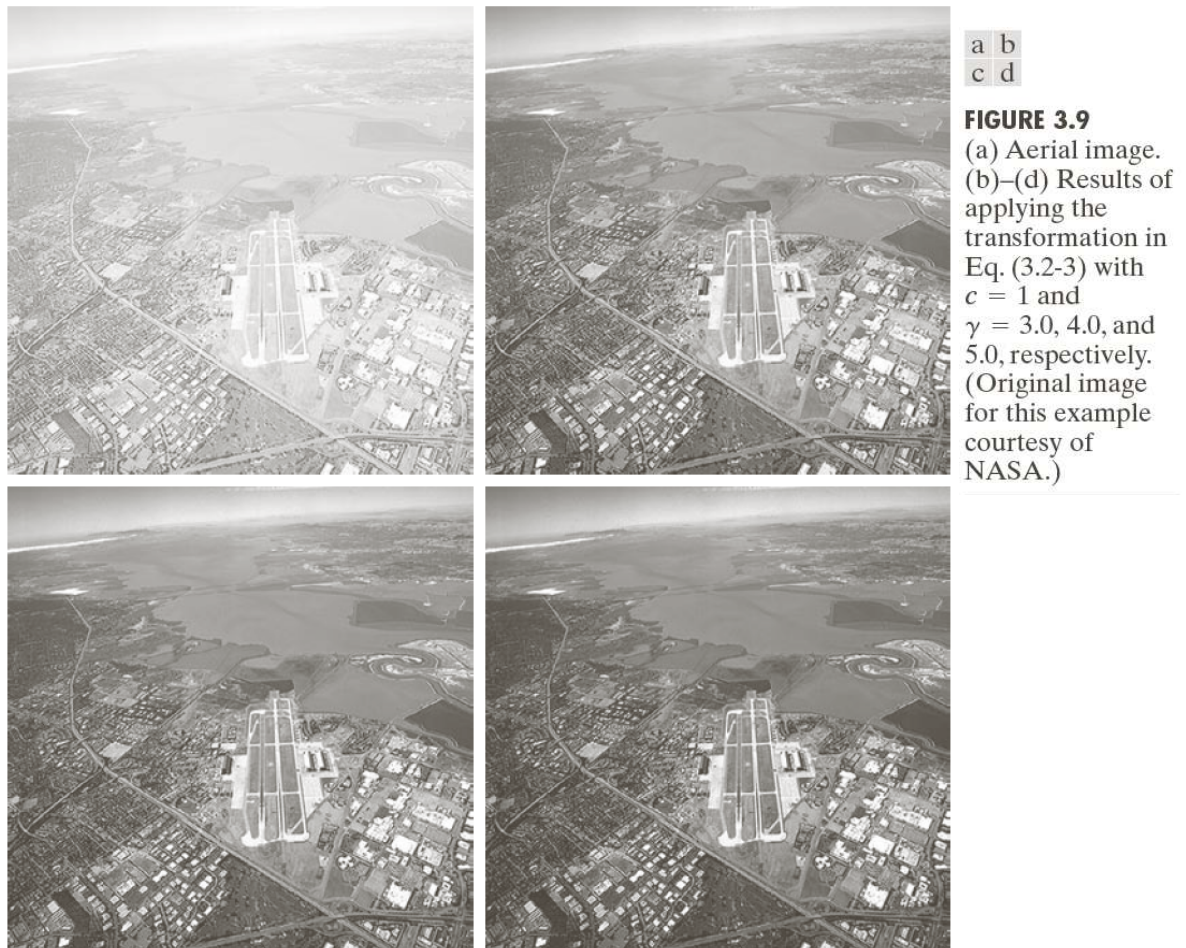 a b
c d
FIGURE 3.9
(a) Aerial image.
(b)–(d) Results of
applying the
transformation in
Eq. (3.2-3) with
c = 1 and
γ = 3.0, 4.0, and
5.0, respectively.
(Original image
for this example
courtesy of
NASA.)